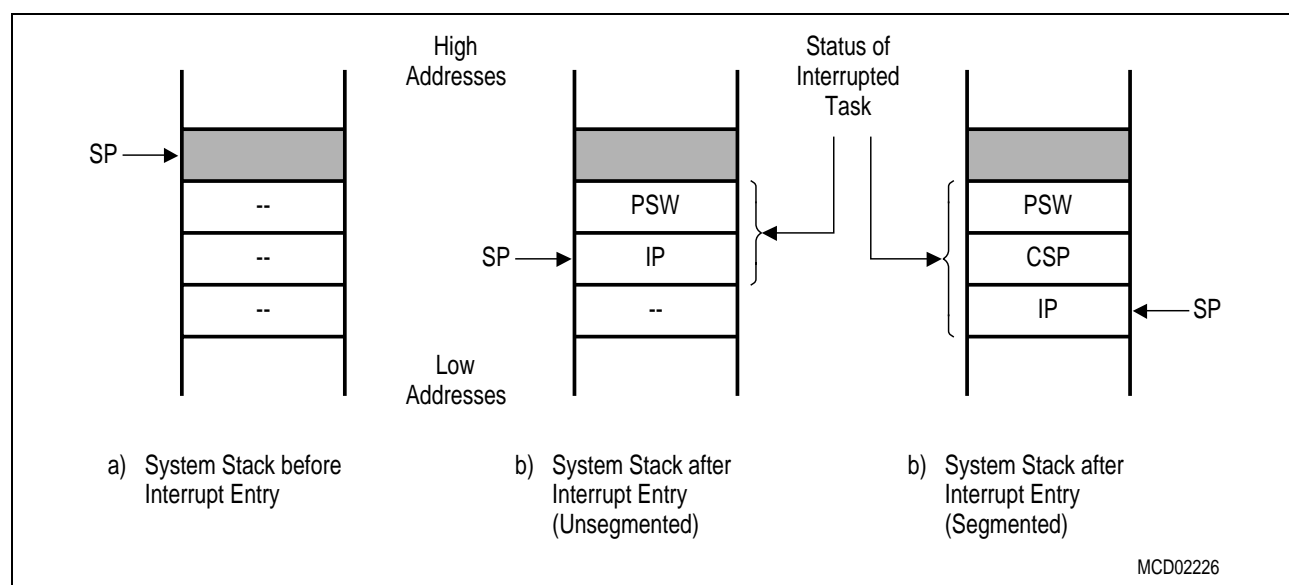 High
Addresses
Status of
Interrupted
Task
SP
--
--
--
PSW
SP
IP
--
PSW
CSP
IP
SP
Low
Addresses
a) System Stack before
Interrupt Entry
b) System Stack after
Interrupt Entry
(Unsegmented)
b) System Stack after
Interrupt Entry
(Segmented)
MCD02226